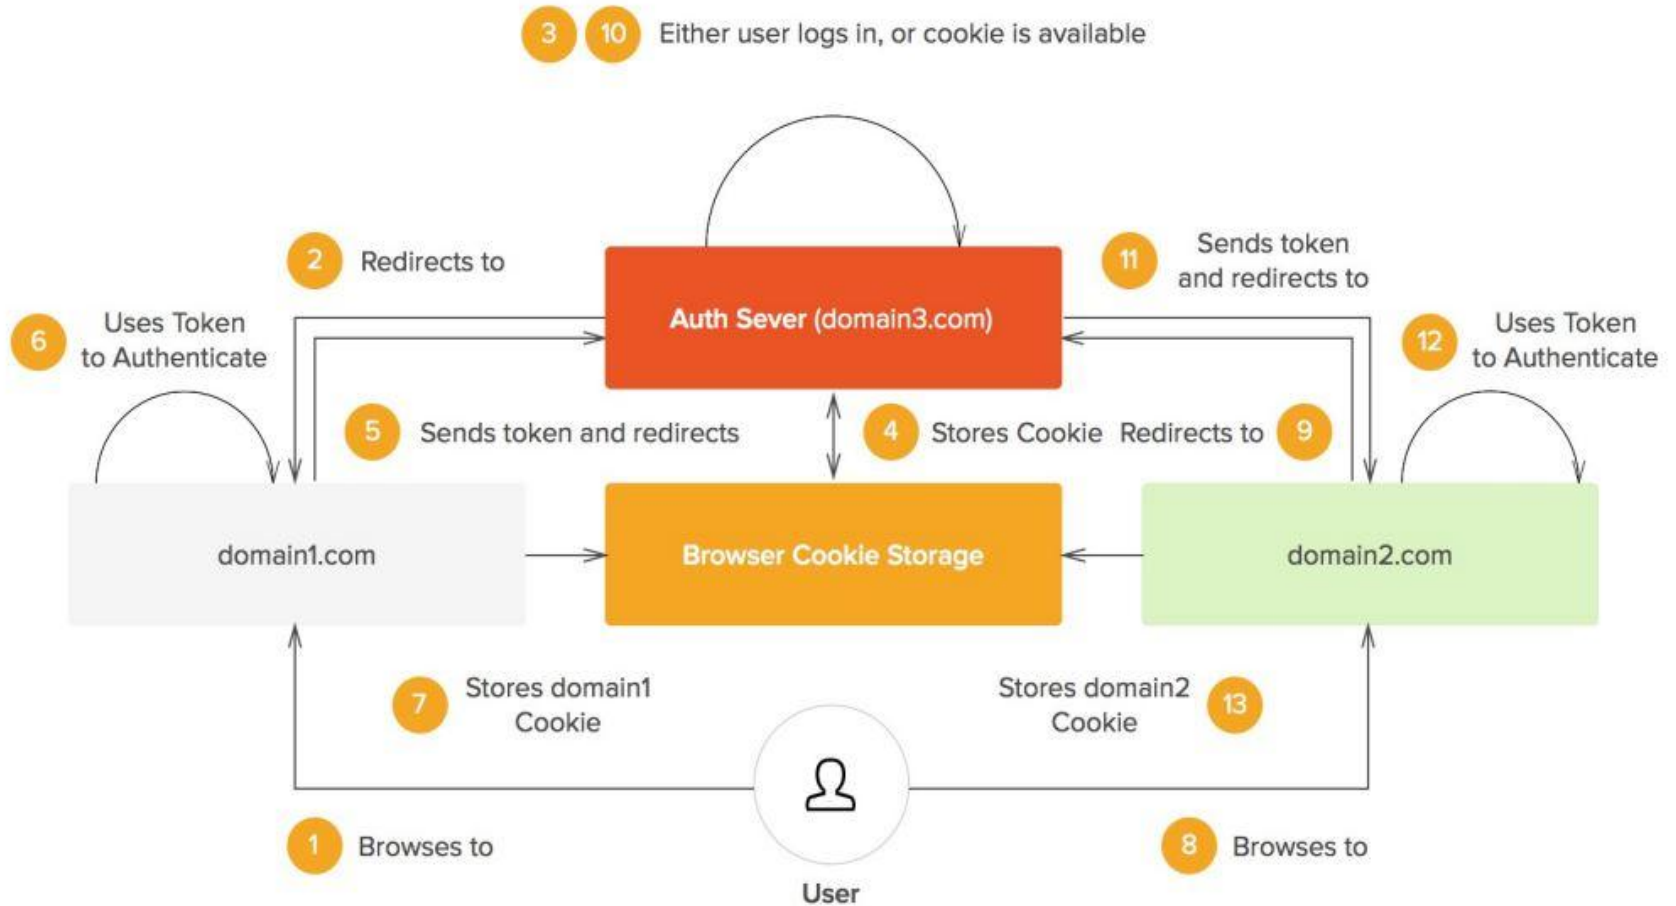 3 10 Either user logs in, or cookie is available
2 Redirects to
11 Sends token
and redirects to
6 Uses Token
to Authenticate
Auth Sever (domain3.com)
12 Uses Token
to Authenticate
5 Sends token and redirects
4 Stores Cookie
Redirects to 9
domain1.com
Browser Cookie Storage
domain2.com
7 Stores domain1
Cookie
Stores domain2
Cookie 13
1 Browses to
8 Browses to
User